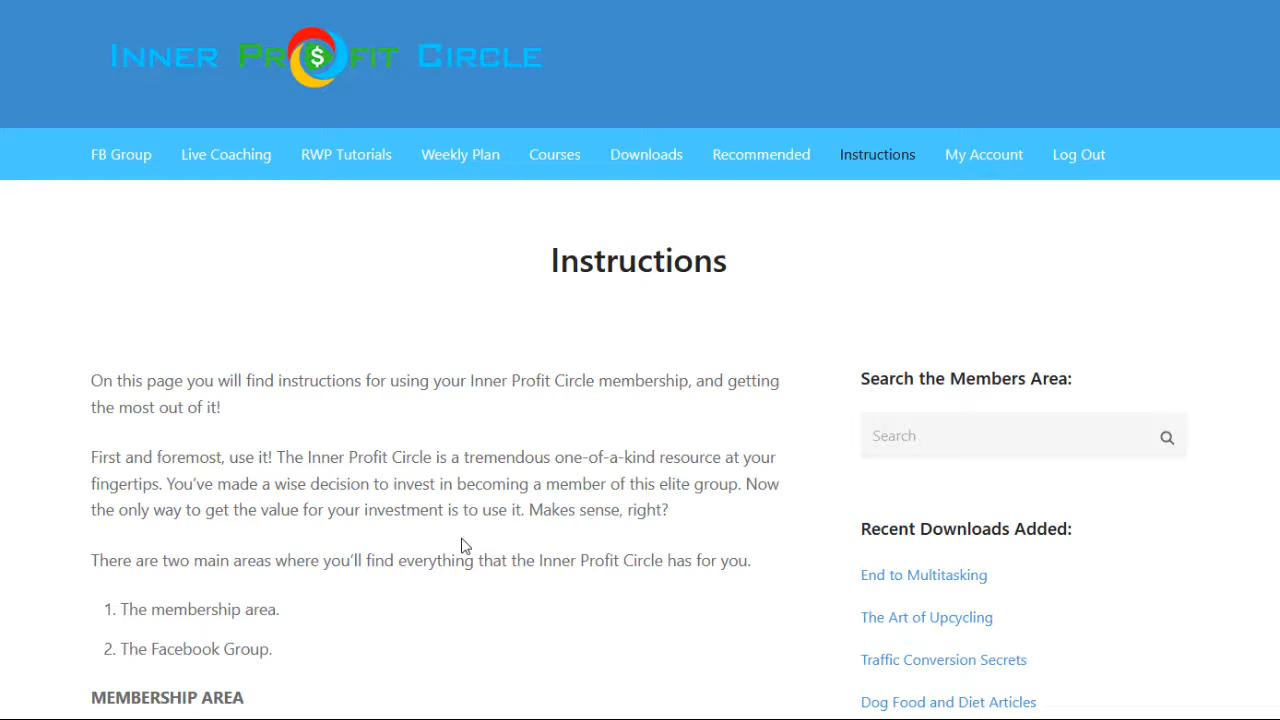 INNER PROFIT CIRCLE
FB Group Live Coaching RWP Tutorials Weekly Plan Courses Downloads Recommended Instructions My Account Log Out
Instructions
On this page you will find instructions for using your Inner Profit Circle membership, and getting
the most out of it!
First and foremost, use it! The Inner Profit Circle is a tremendous one-of-a-kind resource at your
fingertips. You’ve made a wise decision to invest in becoming a member of this elite group. Now
the only way to get the value for your investment is to use it. Makes sense, right?
There are two main areas where you’ll find everything that the Inner Profit Circle has for you.
1. The membership area.
2. The Facebook Group.
MEMBERSHIP AREA
Search the Members Area:
Search
Recent Downloads Added:
End to Multitasking
The Art of Upcycling
Traffic Conversion Secrets
Dog Food and Diet Articles